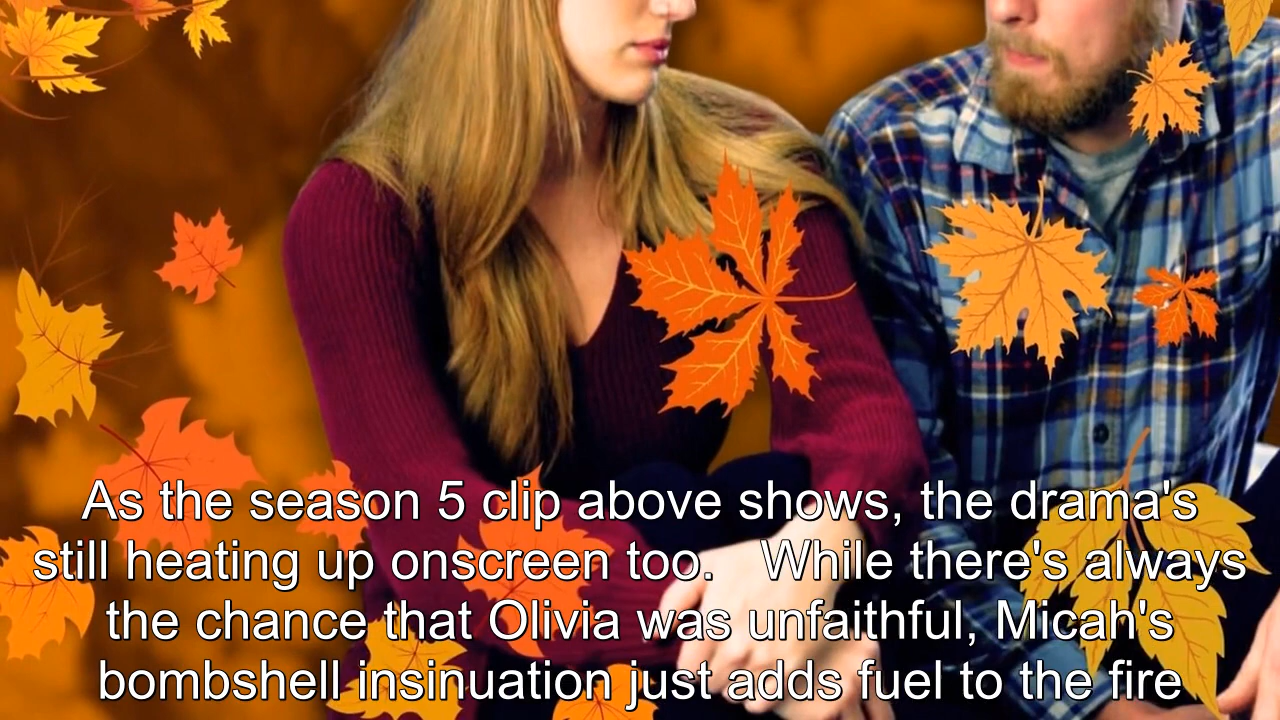 As the season 5 clip above shows, the drama's
still heating up onscreen too.   While there's always
the chance that Olivia was unfaithful, Micah's
bombshell insinuation just adds fuel to the fire